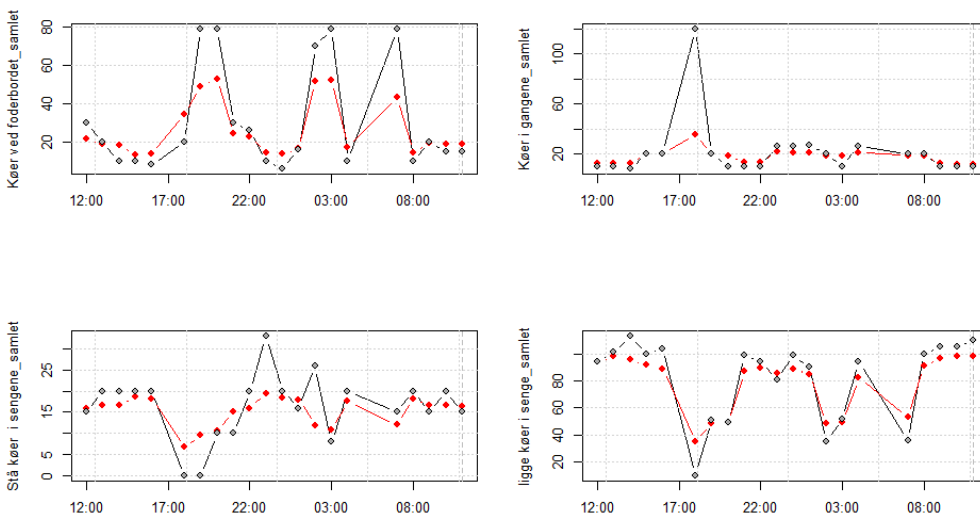 Køer ved foderbordet_samlet
80
60
40
20
12:00 17:00 22:00 03:00 08:00
Køer i gangene_samlet
100
60
20
12:00 17:00 22:00 03:00 08:00
Stå køer i sengene_samlet
25
15
5
0
12:00 17:00 22:00 03:00 08:00
ligge køer i senge_samlet
80
60
40
20
12:00 17:00 22:00 03:00 08:00